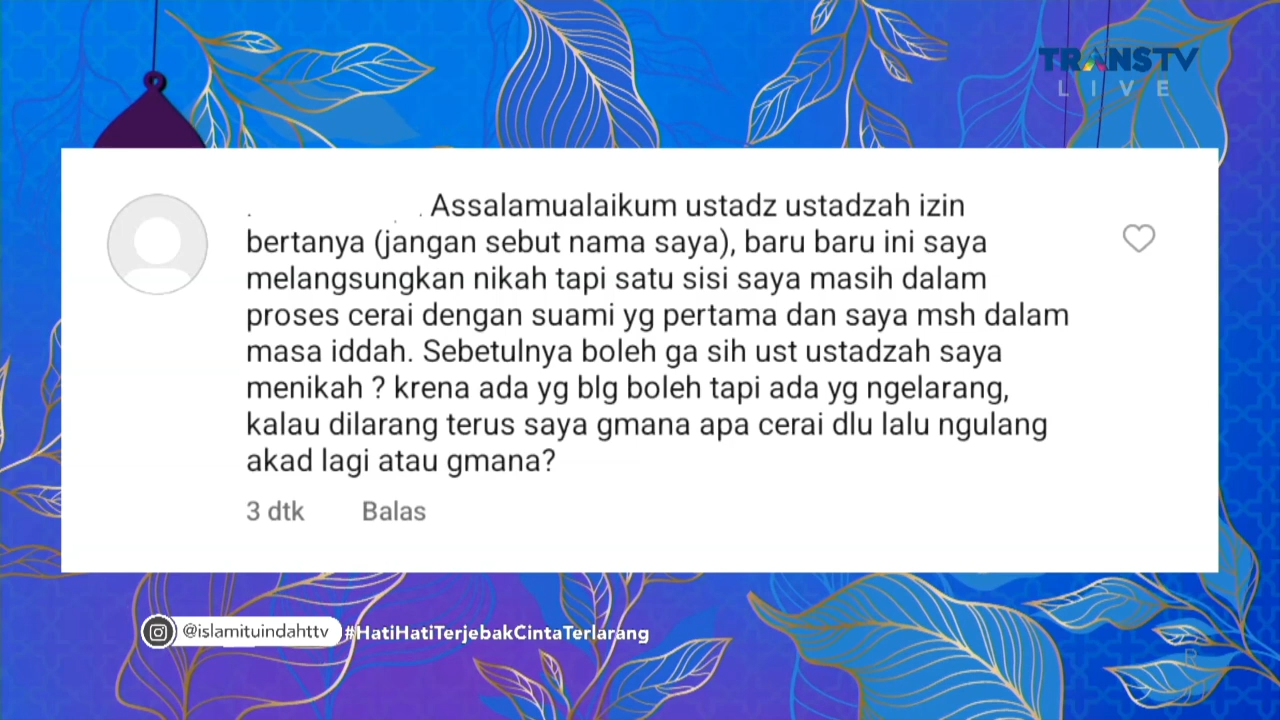 TRANSTV
LIVE
Assalamualaikum ustadz ustadzah izin
bertanya (jangan sebut nama saya), baru baru ini saya
melangsungkan nikah tapi satu sisi saya masih dalam
proses cerai dengan suami yg pertama dan saya msh dalam
masa iddah. Sebetulnya boleh ga sih ust ustadzah saya
menikah ? krena ada yg blg boleh tapi ada yg ngelarang,
kalau dilarang terus saya gmana apa cerai dlu lalu ngulang
akad lagi atau gmana?
3 dtk Balas
@islamituindahttv #HatiHatiTerjebakCintaTerlarang
R